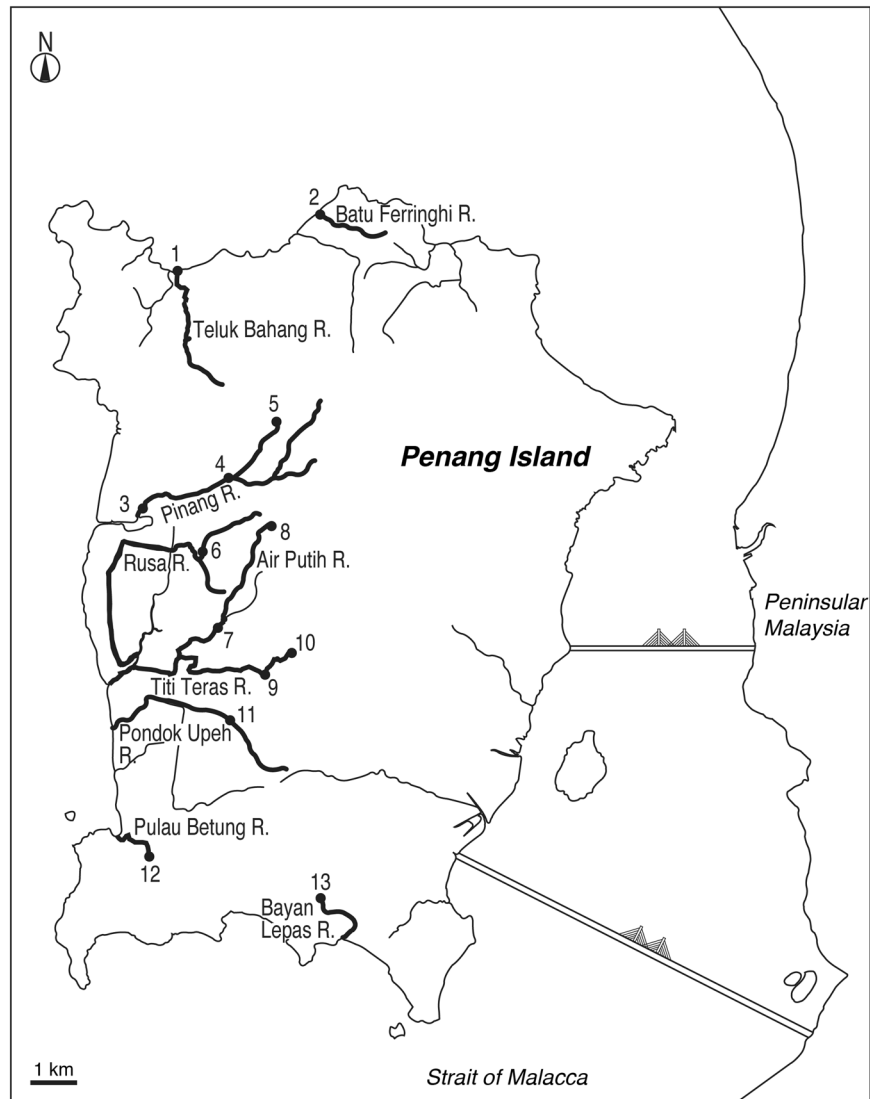 N
2
Batu Ferringhi R.
1
Teluk Bahang R.
5
Penang Island
4
3
Pinang R.
8
6
Rusa R.
Air Putih R.
Peninsular
Malaysia
7
10
Titi Teras R.
9
11
Pondok Upeh
R.
Pulau Betung R.
12
13
Bayan
Lepas R.
1 km
Strait of Malacca